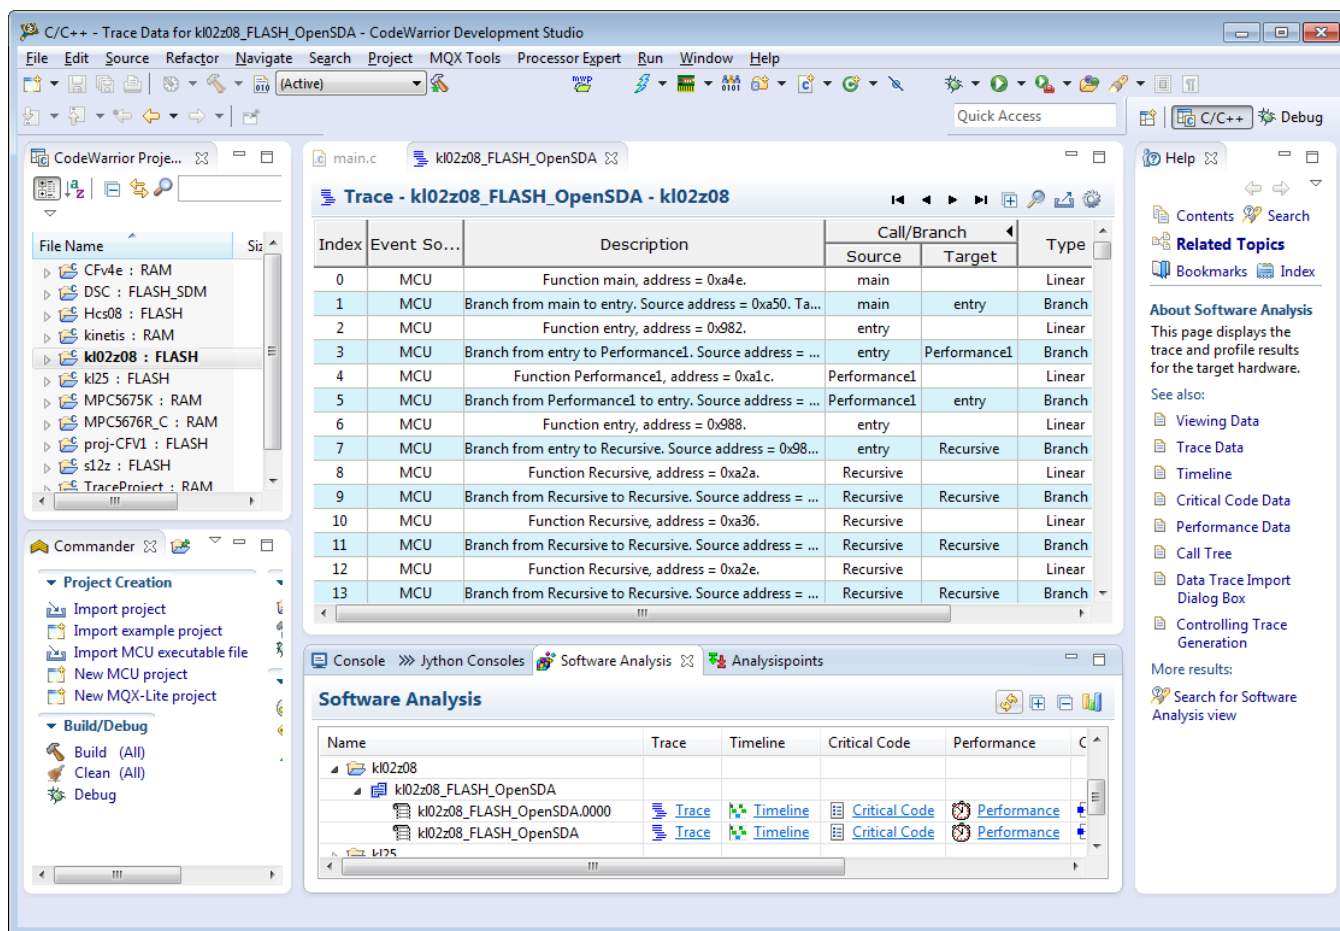 C/C++ - Trace Data for kl02z08_FLASH_OpenSDA - CodeWarrior Development Studio
File Edit Source Refactor Navigate Search Project MQX Tools Processor Expert Run Window Help
(Active)
Quick Access
C/C++ Debug
CodeWarrior Proje...
File Name Siz
CFv4e : RAM
DSC : FLASH_SDM
Hcs08 : FLASH
kinetis : RAM
kl02z08 : FLASH
kl25 : FLASH
MPC5675K : RAM
MPC5676R_C : RAM
proj-CFV1 : FLASH
s12z : FLASH
TraceProject : RAM
Commander
Project Creation
Import project
Import example project
Import MCU executable file
New MCU project
New MQX-Lite project
Build/Debug
Build (All)
Clean (All)
Debug
main.c kl02z08_FLASH_OpenSDA
Trace - kl02z08_FLASH_OpenSDA - kl02z08
Index Event So... Description Call/Branch Type
Source Target
0 MCU Function main, address = 0xa4e. main Linear
1 MCU Branch from main to entry. Source address = 0xa50. Ta... main entry Branch
2 MCU Function entry, address = 0x982. entry Linear
3 MCU Branch from entry to Performance1. Source address = ... entry Performance1 Branch
4 MCU Function Performance1, address = 0xa1c. Performance1 Linear
5 MCU Branch from Performance1 to entry. Source address = ... Performance1 entry Branch
6 MCU Function entry, address = 0x988. entry Linear
7 MCU Branch from entry to Recursive. Source address = 0x98... entry Recursive Branch
8 MCU Function Recursive, address = 0xa2a. Recursive Linear
9 MCU Branch from Recursive to Recursive. Source address = ... Recursive Recursive Branch
10 MCU Function Recursive, address = 0xa36. Recursive Linear
11 MCU Branch from Recursive to Recursive. Source address = ... Recursive Recursive Branch
12 MCU Function Recursive, address = 0xa2e. Recursive Linear
13 MCU Branch from Recursive to Recursive. Source address = ... Recursive Recursive Branch
Console Jython Consoles Software Analysis Analysispoints
Software Analysis
Name Trace Timeline Critical Code Performance C
kl02z08
kl02z08_FLASH_OpenSDA
kl02z08_FLASH_OpenSDA.0000 Trace Timeline Critical Code Performance
kl02z08_FLASH_OpenSDA Trace Timeline Critical Code Performance
kl25
Help
Contents Search
Related Topics
Bookmarks Index
About Software Analysis
This page displays the
trace and profile results
for the target hardware.
See also:
Viewing Data
Trace Data
Timeline
Critical Code Data
Performance Data
Call Tree
Data Trace Import
Dialog Box
Controlling Trace
Generation
More results:
Search for Software
Analysis view